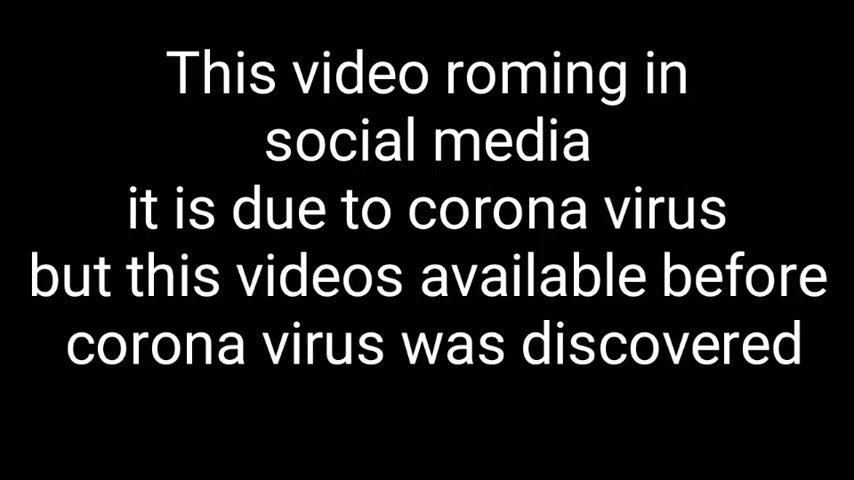 This video roming in
social media
it is due to corona virus
but this videos available before
corona virus was discovered